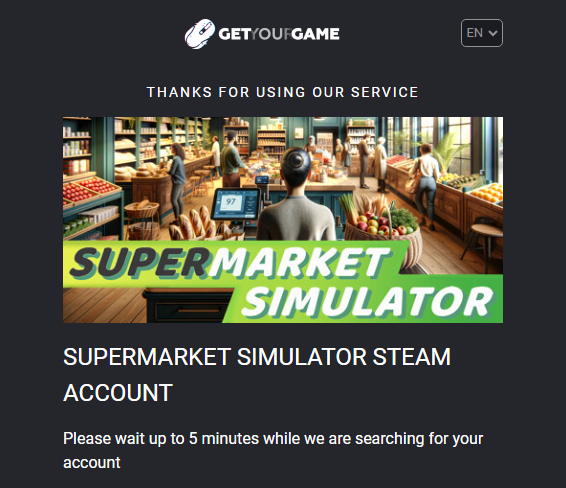 GETYOURGAME
EN
THANKS FOR USING OUR SERVICE
97
SUPERMARKET
SIMULATOR
SUPERMARKET SIMULATOR STEAM
ACCOUNT
Please wait up to 5 minutes while we are searching for your
account